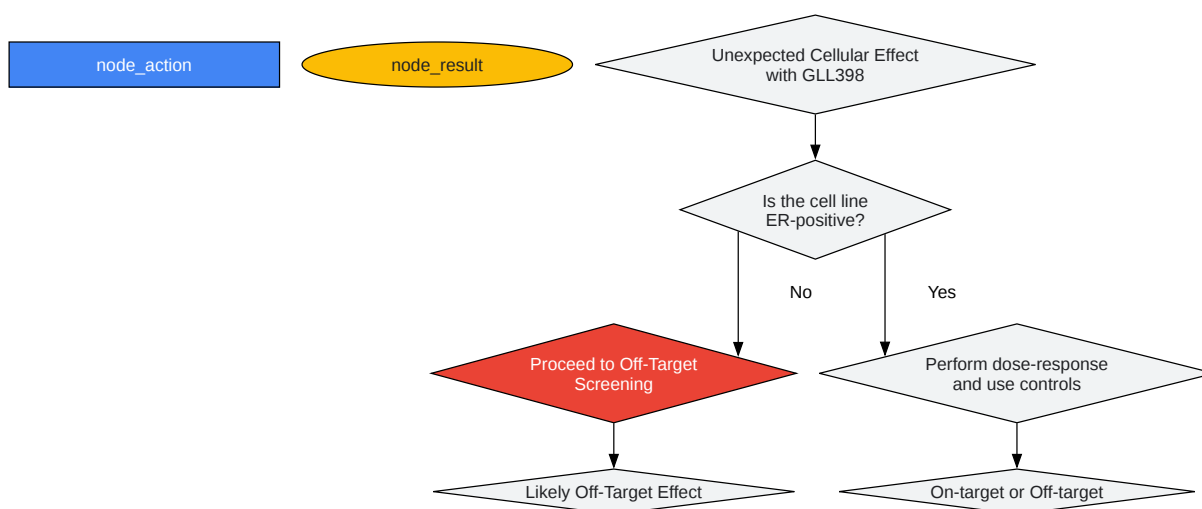 node_action
node_result
Unexpected Cellular Effect
with GLL398
Is the cell line
ER-positive?
No
Yes
Proceed to Off-Target
Screening
Perform dose-response
and use controls
Likely Off-Target Effect
On-target or Off-target